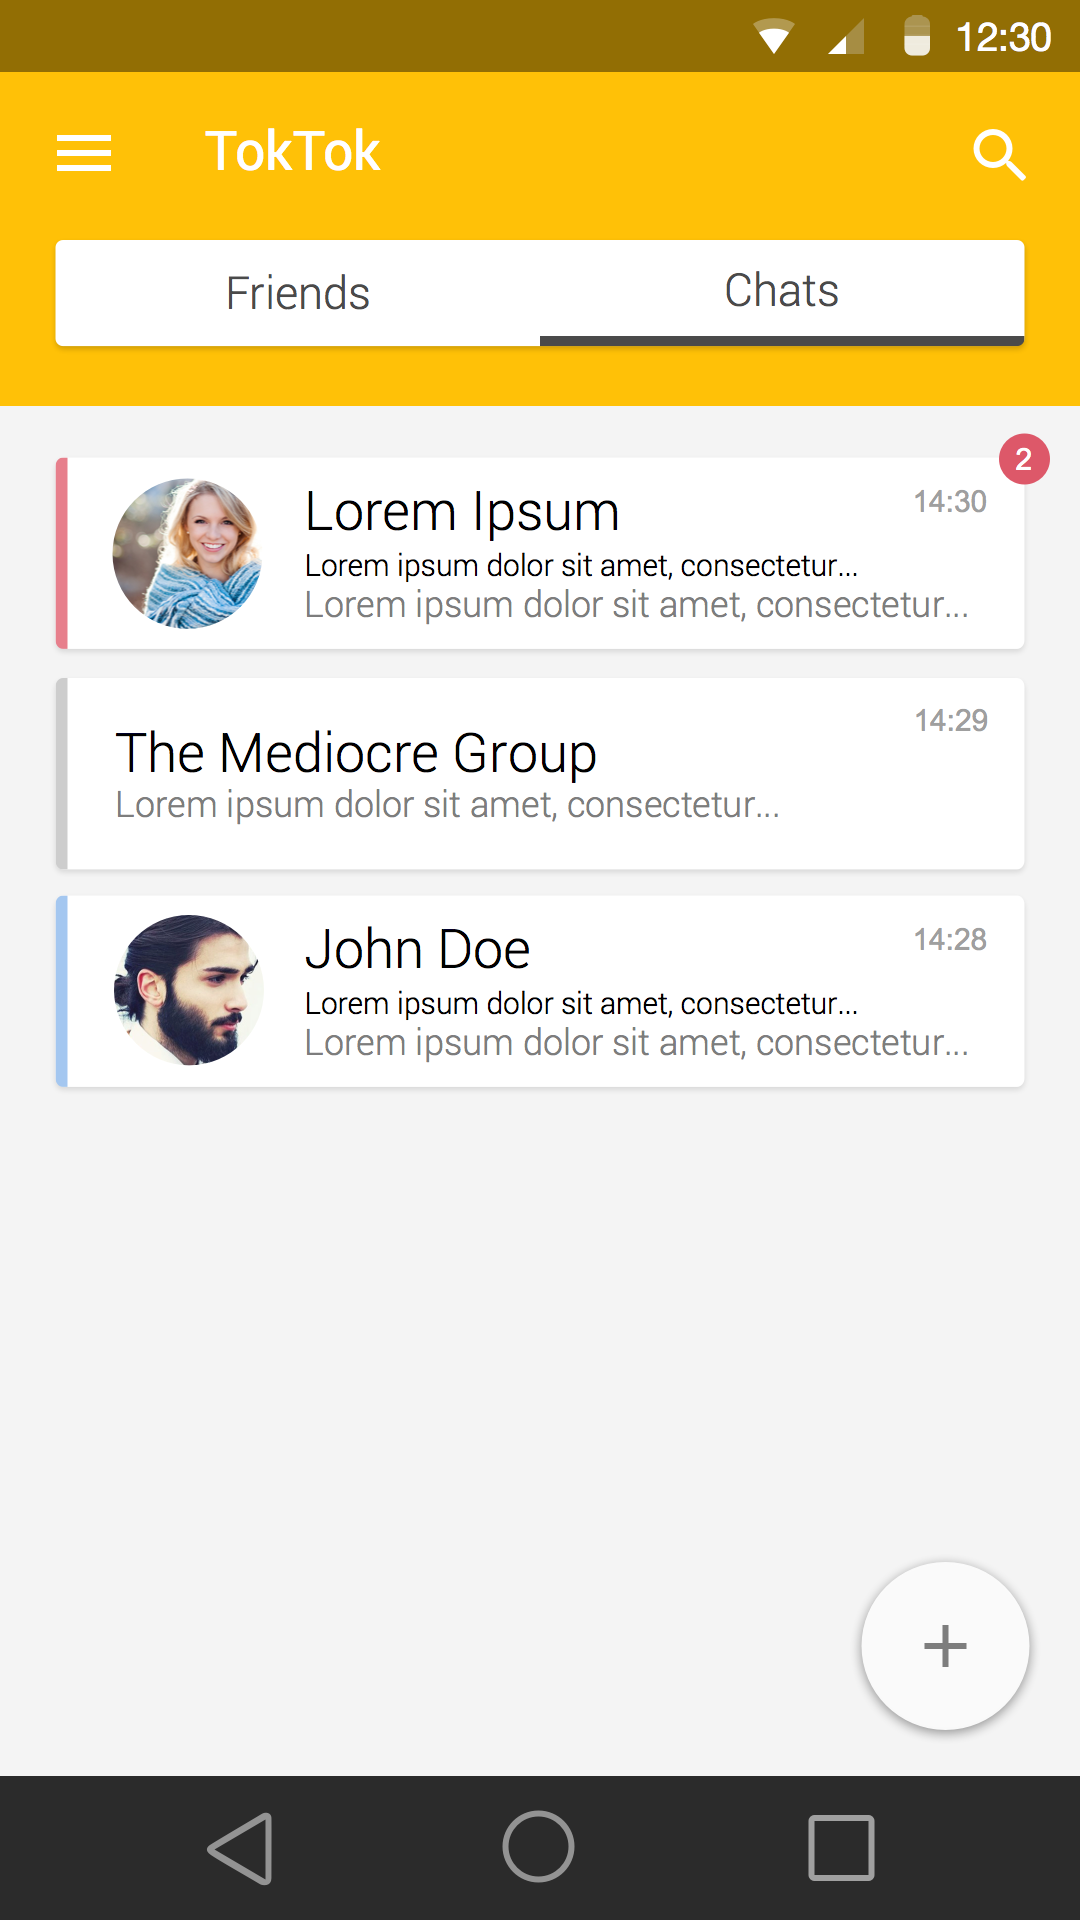 12:30
TokTok
Friends
Chats
2
Lorem Ipsum
14:30
Lorem ipsum dolor sit amet, consectetur...
Lorem ipsum dolor sit amet, consectetur...
14:29
The Mediocre Group
Lorem ipsum dolor sit amet, consectetur...
John Doe
14:28
Lorem ipsum dolor sit amet, consectetur...
Lorem ipsum dolor sit amet, consectetur...